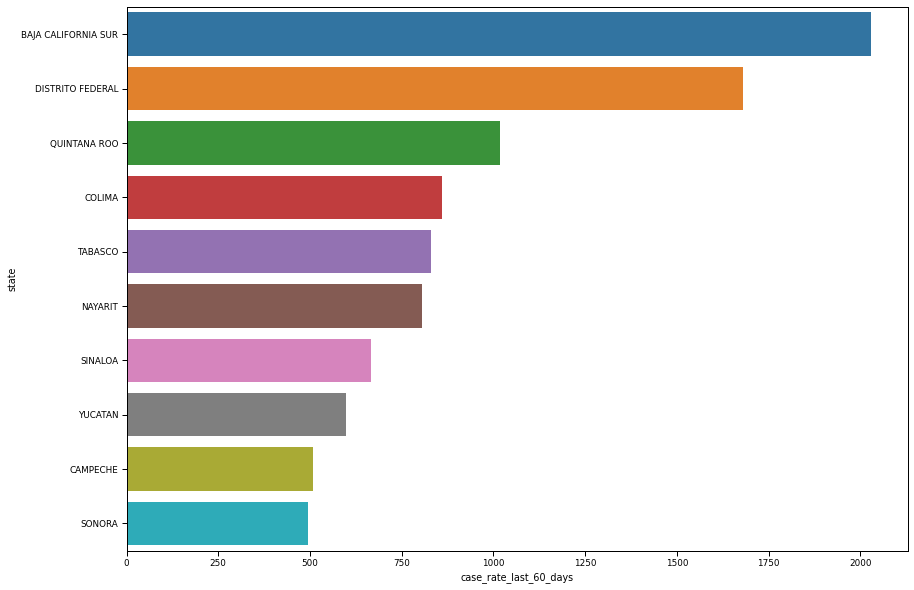 BAJA CALIFORNIA SUR
DISTRITO FEDERAL
QUINTANA ROO
COLIMA
TABASCO
state
NAYARIT
SINALOA
YUCATAN
CAMPECHE
SONORA
0 250 500 750 1000 1250 1500 1750 2000
case_rate_last_60_days